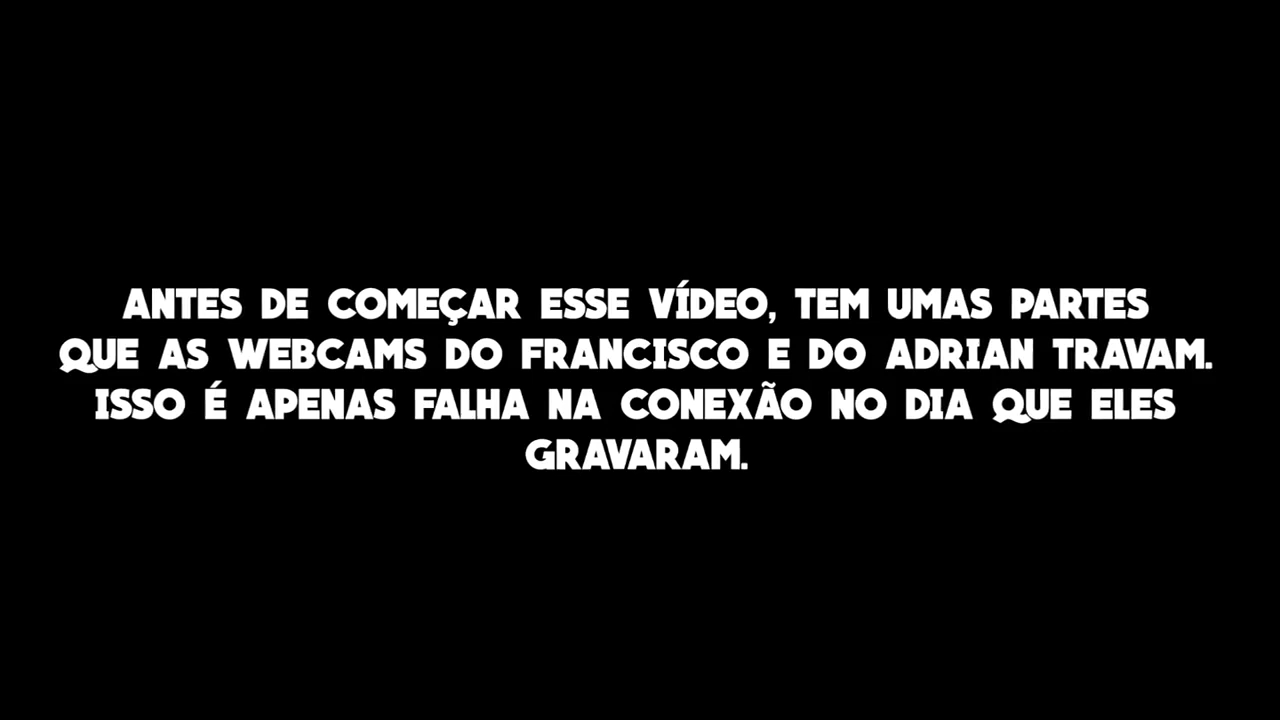 ANTES DE COMEÇAR ESSE VÍDEO, TEM UMAS PARTES
QUE AS WEBCAMS DO FRANCISCO E DO ADRIAN TRAVAM.
ISSO É APENAS FALHA NA CONEXÃO NO DIA QUE ELES
GRAVARAM.